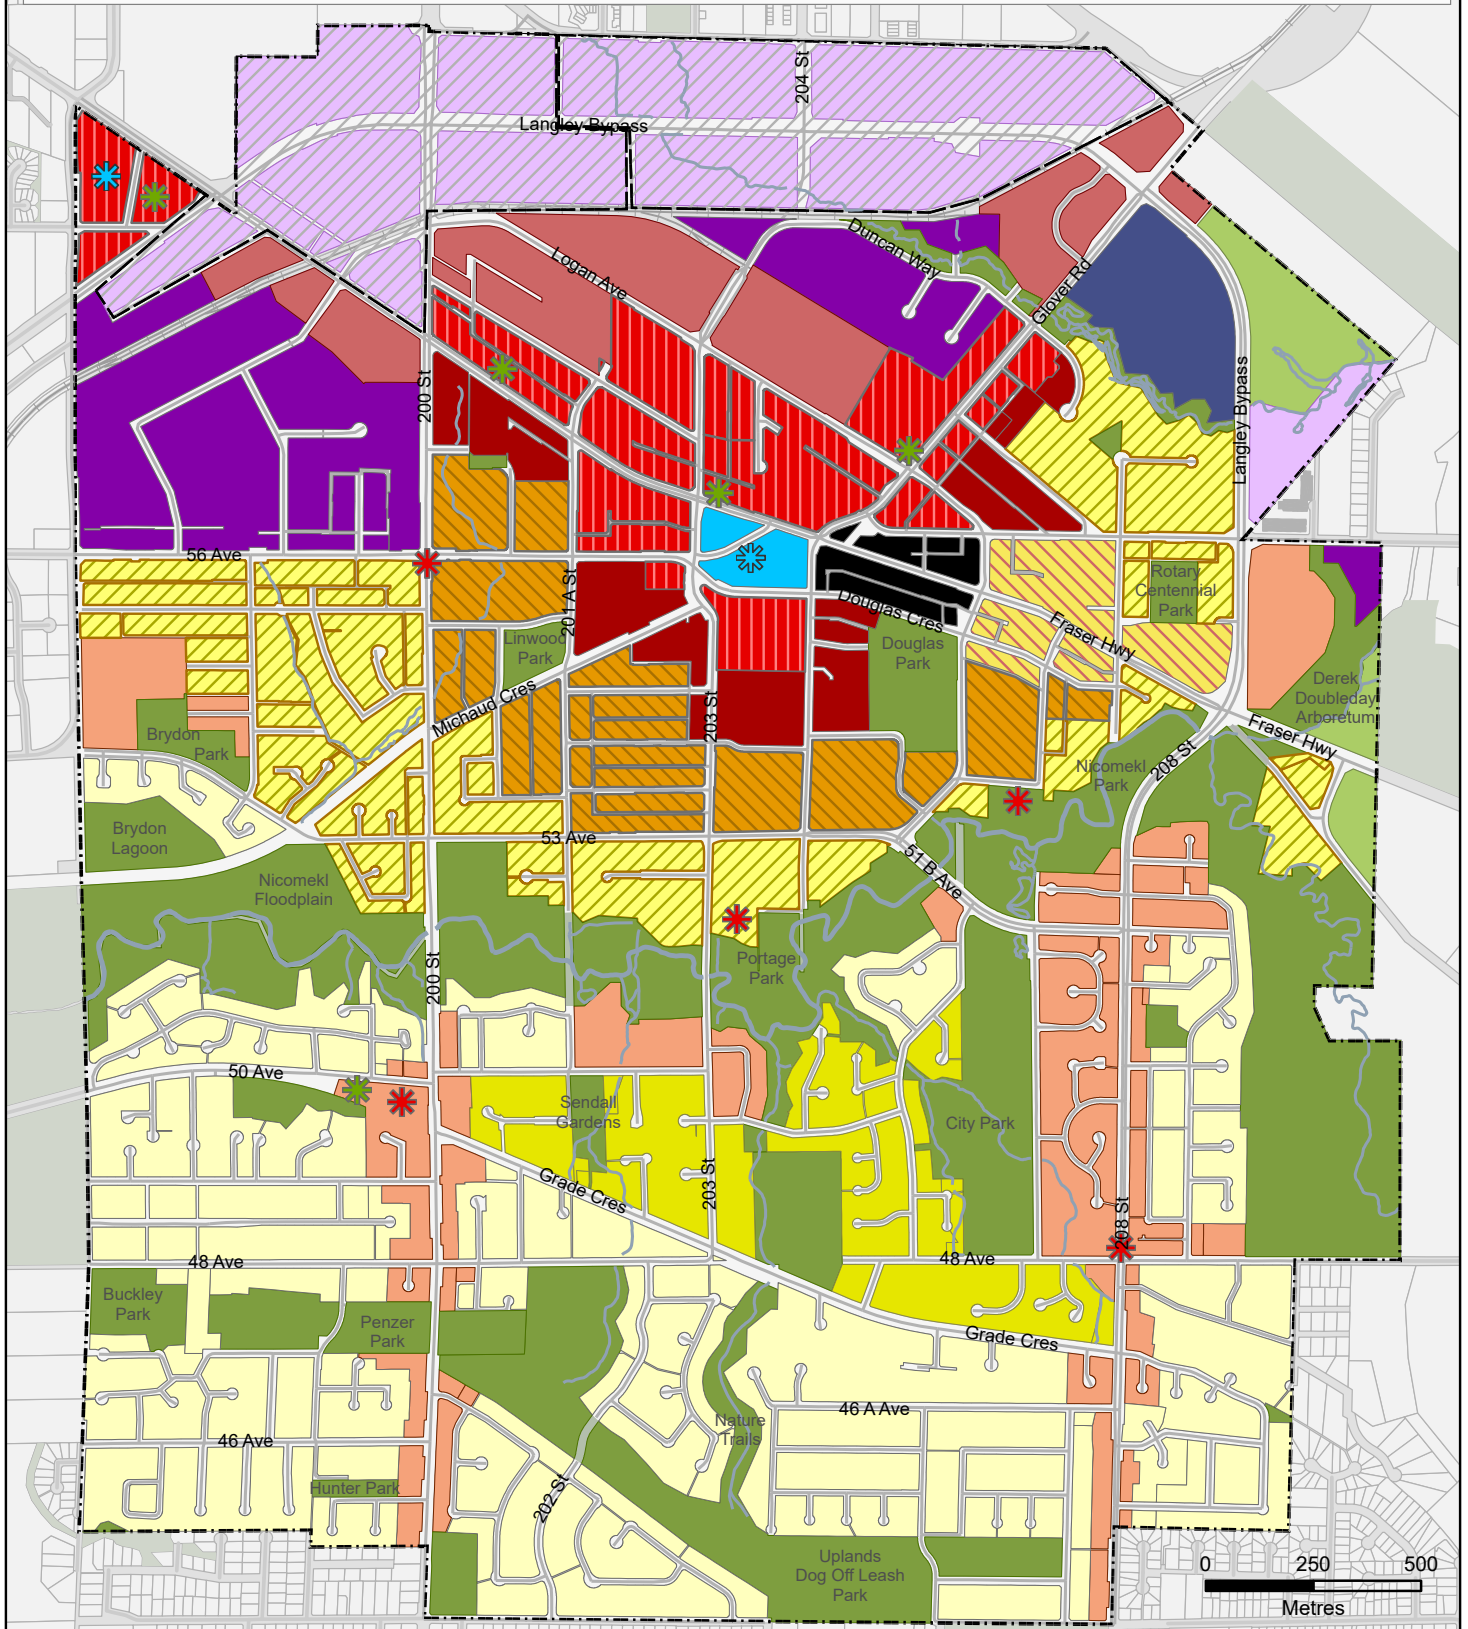 204 St
Langley Bypass
Duncan Way
Logan Ave
Glover Rd
200 St
Langley Bypass
56 Ave
201 A St
Rotary
Centennial
Park
Douglas Cres
Fraser Hwy
Linwood
Park
Douglas
Park
Derek
Doubleday
Arboretum
Michaud Cres
203 St
Brydon
Park
Fraser Hwy
208 St
Nicomekl
Park
Brydon
Lagoon
53 Ave
51 B Ave
Nicomekl
Floodplain
200 St
Portage
Park
50 Ave
Sendall
Gardens
City Park
Grade Cres
203 St
208 St
48 Ave
48 Ave
Buckley
Park
Penzer
Park
Grade Cres
46 A Ave
Nature
Trails
46 Ave
Hunter Park
202 St
Uplands
Dog Off Leash
Park
0 250 500
Metres